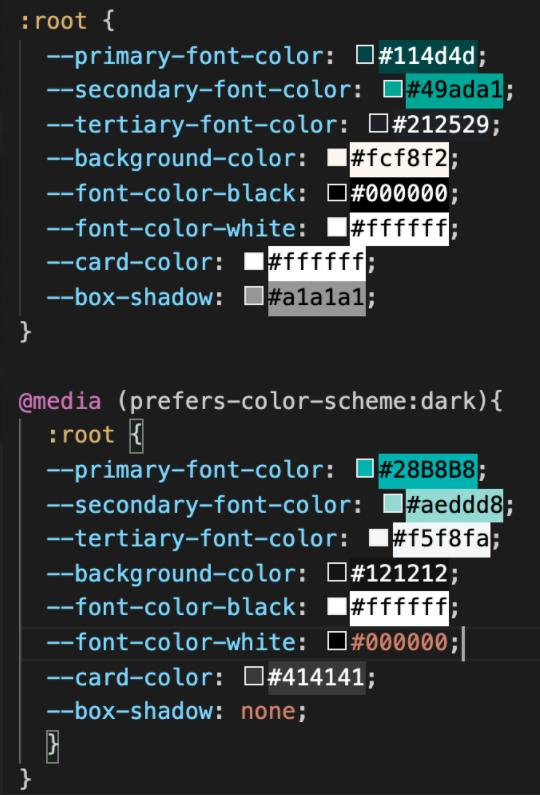 :root {
--primary-font-color: #114d4d;
--secondary-font-color: #49ada1;
--tertiary-font-color: #212529;
--background-color: #fcf8f2;
--font-color-black: #000000;
--font-color-white: #ffffff;
--card-color: #ffffff;
--box-shadow: #a1a1a1;
}
@media (prefers-color-scheme:dark){
:root {
--primary-font-color: #28B8B8;
--secondary-font-color: #aeddd8;
--tertiary-font-color: #f5f8fa;
--background-color: #121212;
--font-color-black: #ffffff;
--font-color-white: #000000;
--card-color: #414141;
--box-shadow: none;
}
}